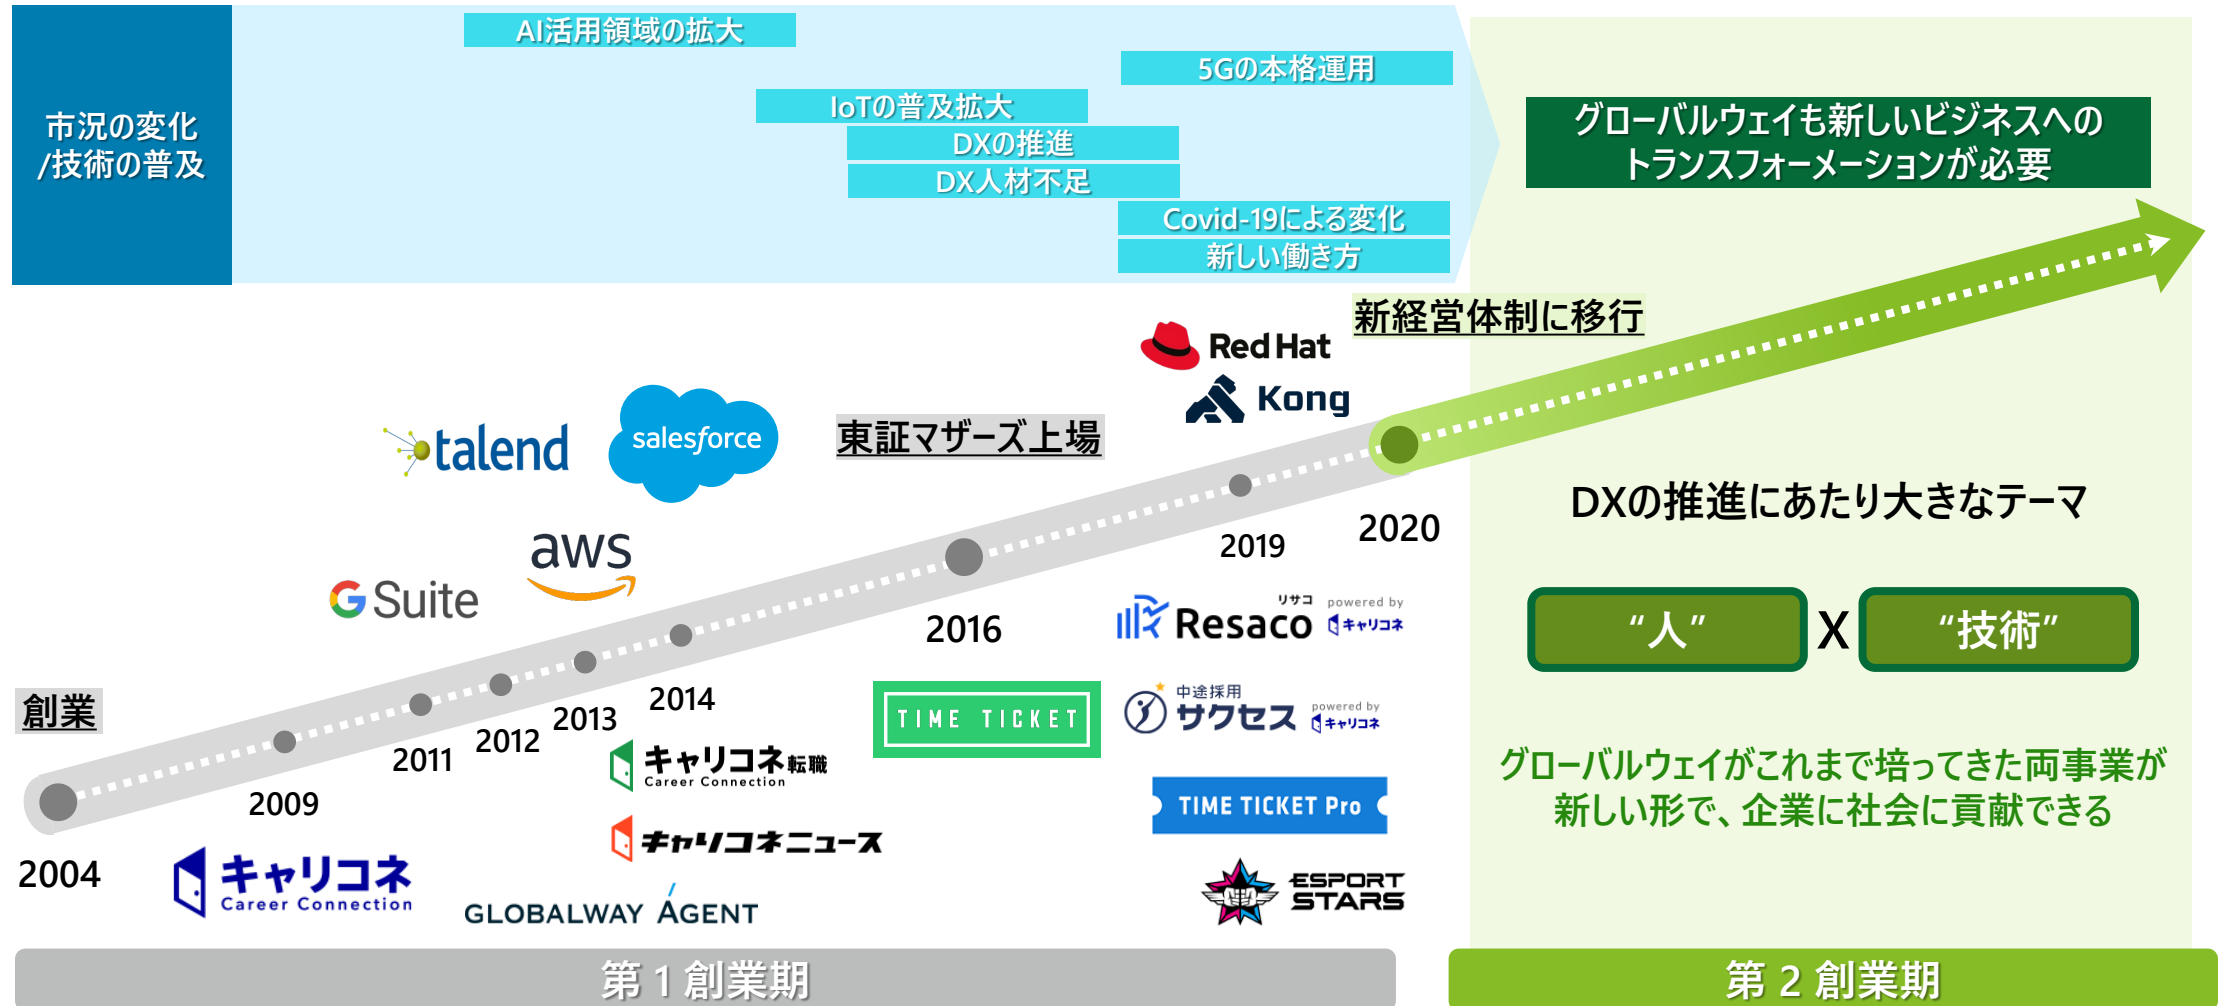 市況の変化
/技術の普及
AI活用領域の拡大
5Gの本格運用
IoTの普及拡大
DXの推進
DX人材不足
Covid-19による変化
新しい働き方
グローバルウェイも新しいビジネスへの
トランスフォーメーションが必要
新経営体制に移行
Red Hat
Kong
東証マザーズ上場
talend
salesforce
aws
G Suite
創業
2004
2009
2011
2012
2013
2014
2016
2019
2020
キャリコネ
Career Connection
キャリコネ転職
Career Connection
キャリコネニュース
GLOBALWAY AGENT
TIME TICKET
リサコ
Resaco
powered by
キャリコネ
中途採用
サクセス
powered by
キャリコネ
TIME TICKET Pro
ESPORT
STARS
DXの推進にあたり大きなテーマ
“人” X “技術”
グローバルウェイがこれまで培ってきた両事業が
新しい形で、企業に社会に貢献できる
第 1 創業期
第 2 創業期